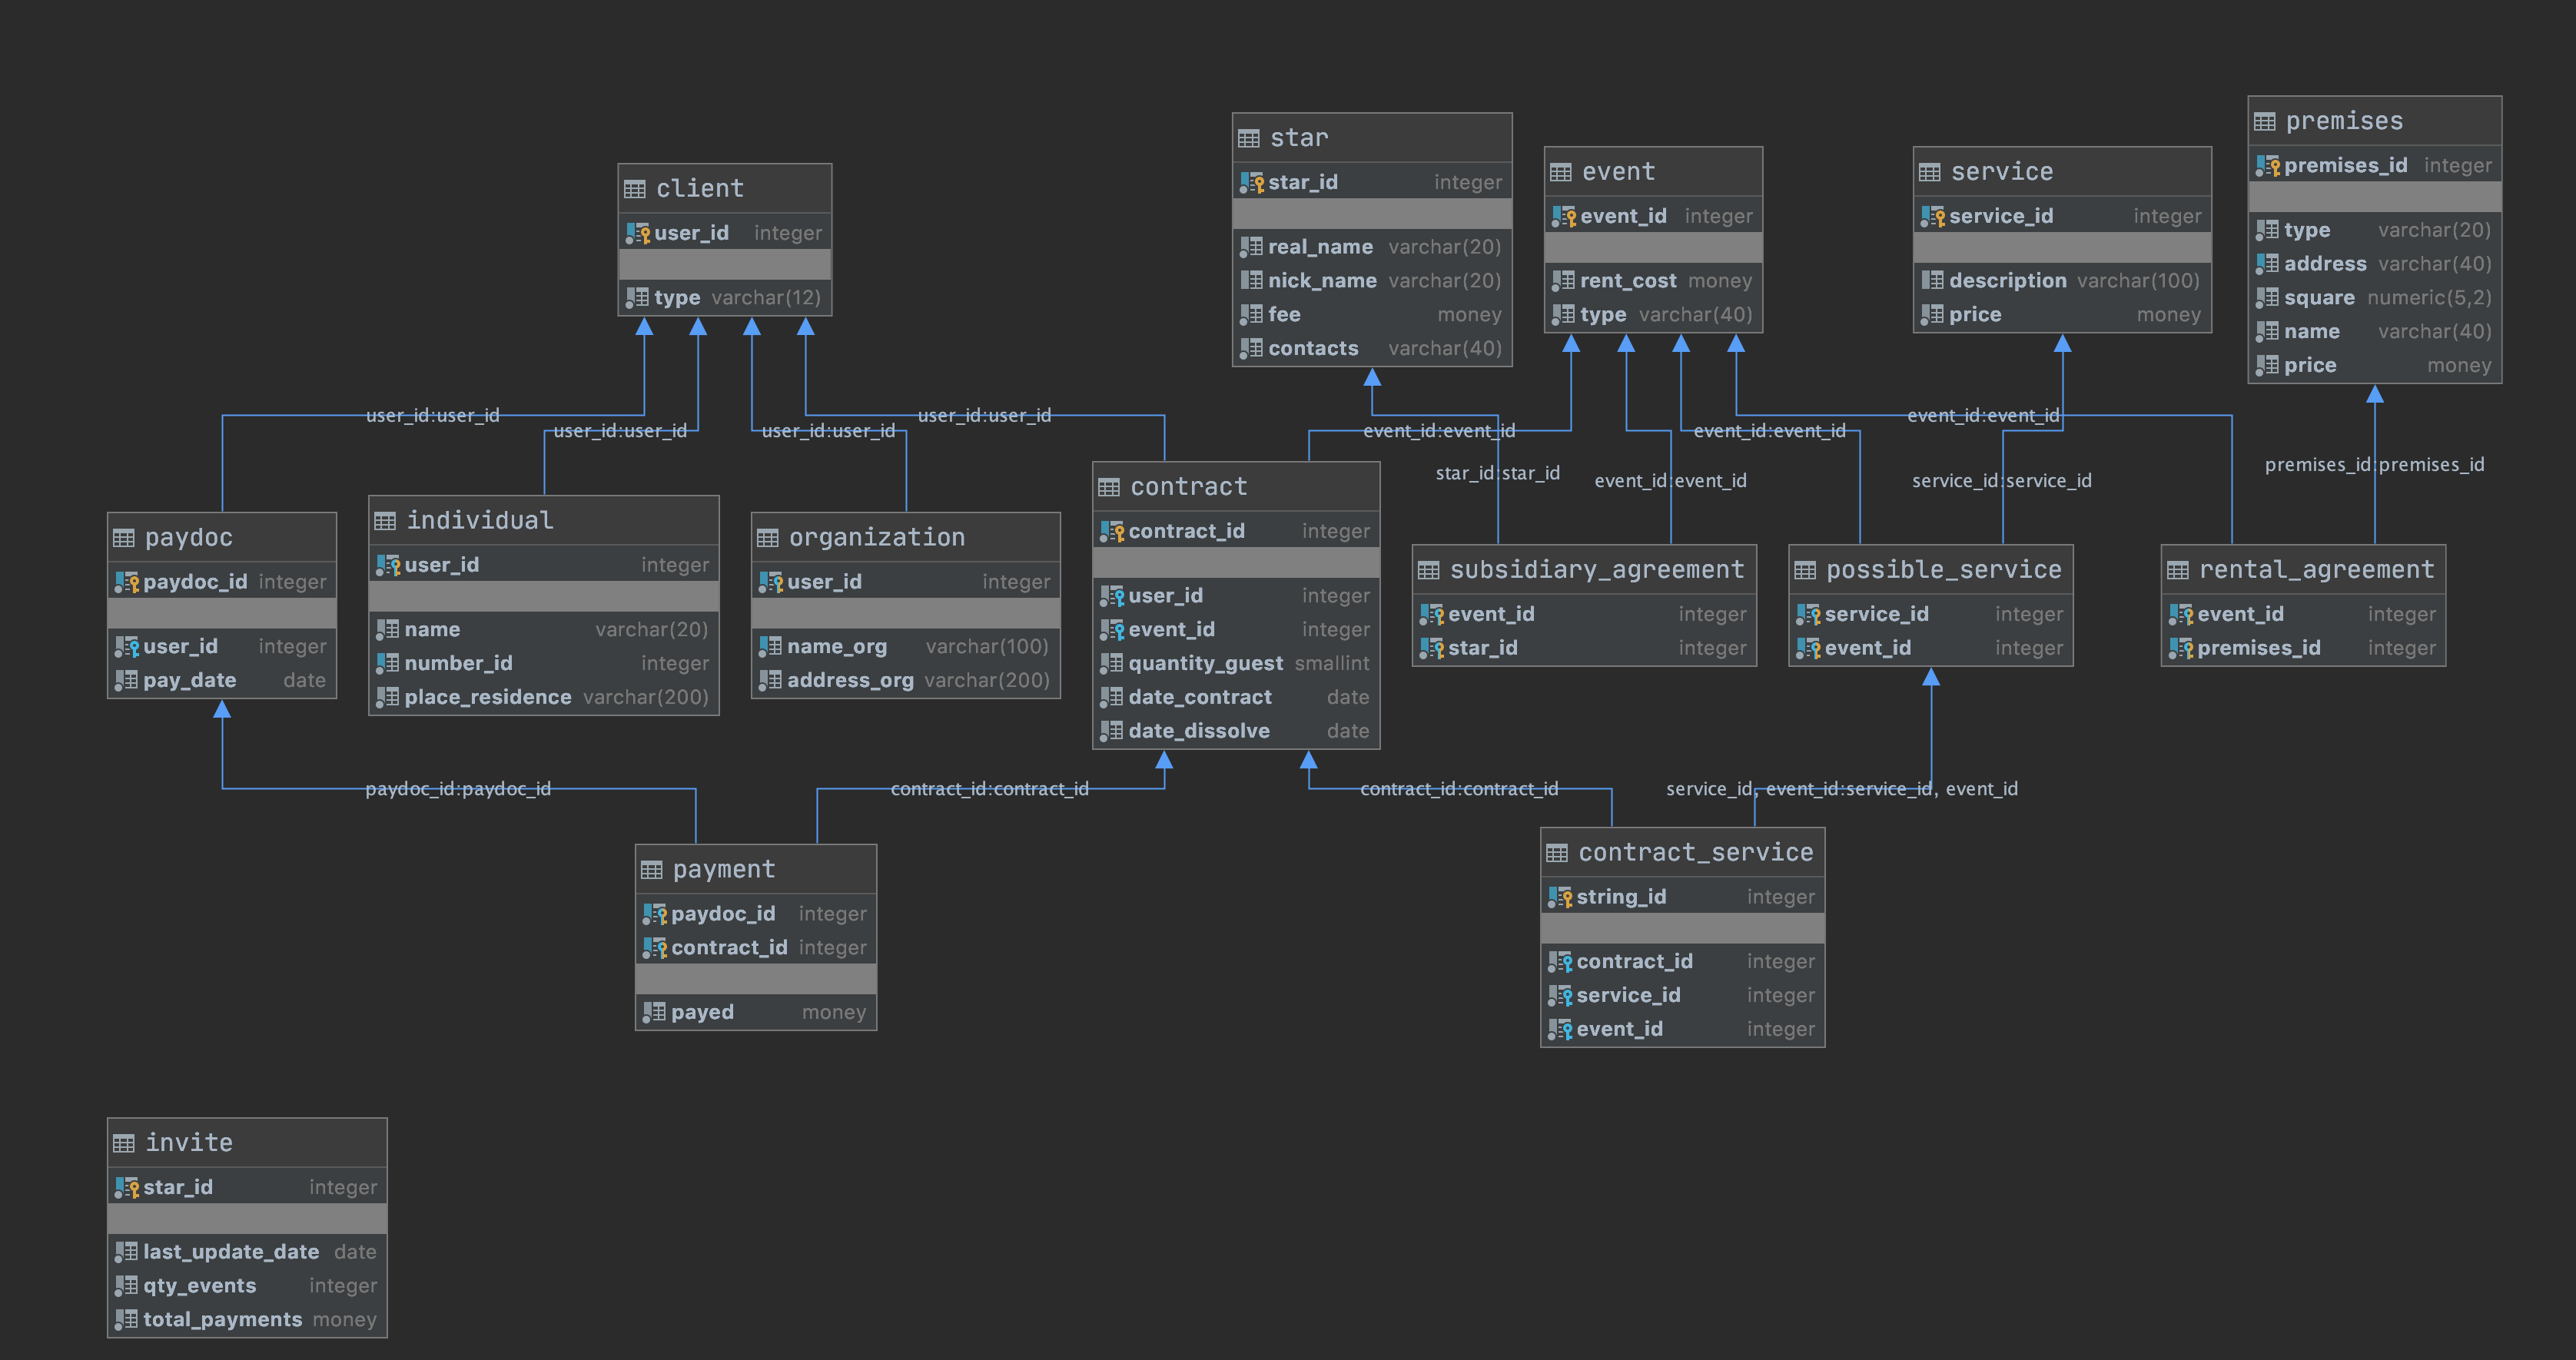 premises
premises_id integer
type varchar(20)
address varchar(40)
square numeric(5,2)
name varchar(40)
price money
star
star_id integer
real_name varchar(20)
nick_name varchar(20)
fee money
contacts varchar(40)
event
event_id integer
rent_cost money
type varchar(40)
service
service_id integer
description varchar(100)
price money
client
user_id integer
type varchar(12)
user_id:user_id
user_id:user_id
user_id:user_id
user_id:user_id
event_id:event_id
star_id:star_id
event_id:event_id
event_id:event_id
event_id:event_id
service_id:service_id
premises_id:premises_id
paydoc
paydoc_id integer
user_id integer
pay_date date
individual
user_id integer
name varchar(20)
number_id integer
place_residence varchar(200)
organization
user_id integer
name_org varchar(100)
address_org varchar(200)
contract
contract_id integer
user_id integer
event_id integer
quantity_guest smallint
date_contract date
date_dissolve date
subsidiary_agreement
event_id integer
star_id integer
possible_service
service_id integer
event_id integer
rental_agreement
event_id integer
premises_id integer
paydoc_id:paydoc_id
contract_id:contract_id
contract_id:contract_id
service_id, event_id:service_id, event_id
payment
paydoc_id integer
contract_id integer
payed money
contract_service
string_id integer
contract_id integer
service_id integer
event_id integer
invite
star_id integer
last_update_date date
qty_events integer
total_payments money